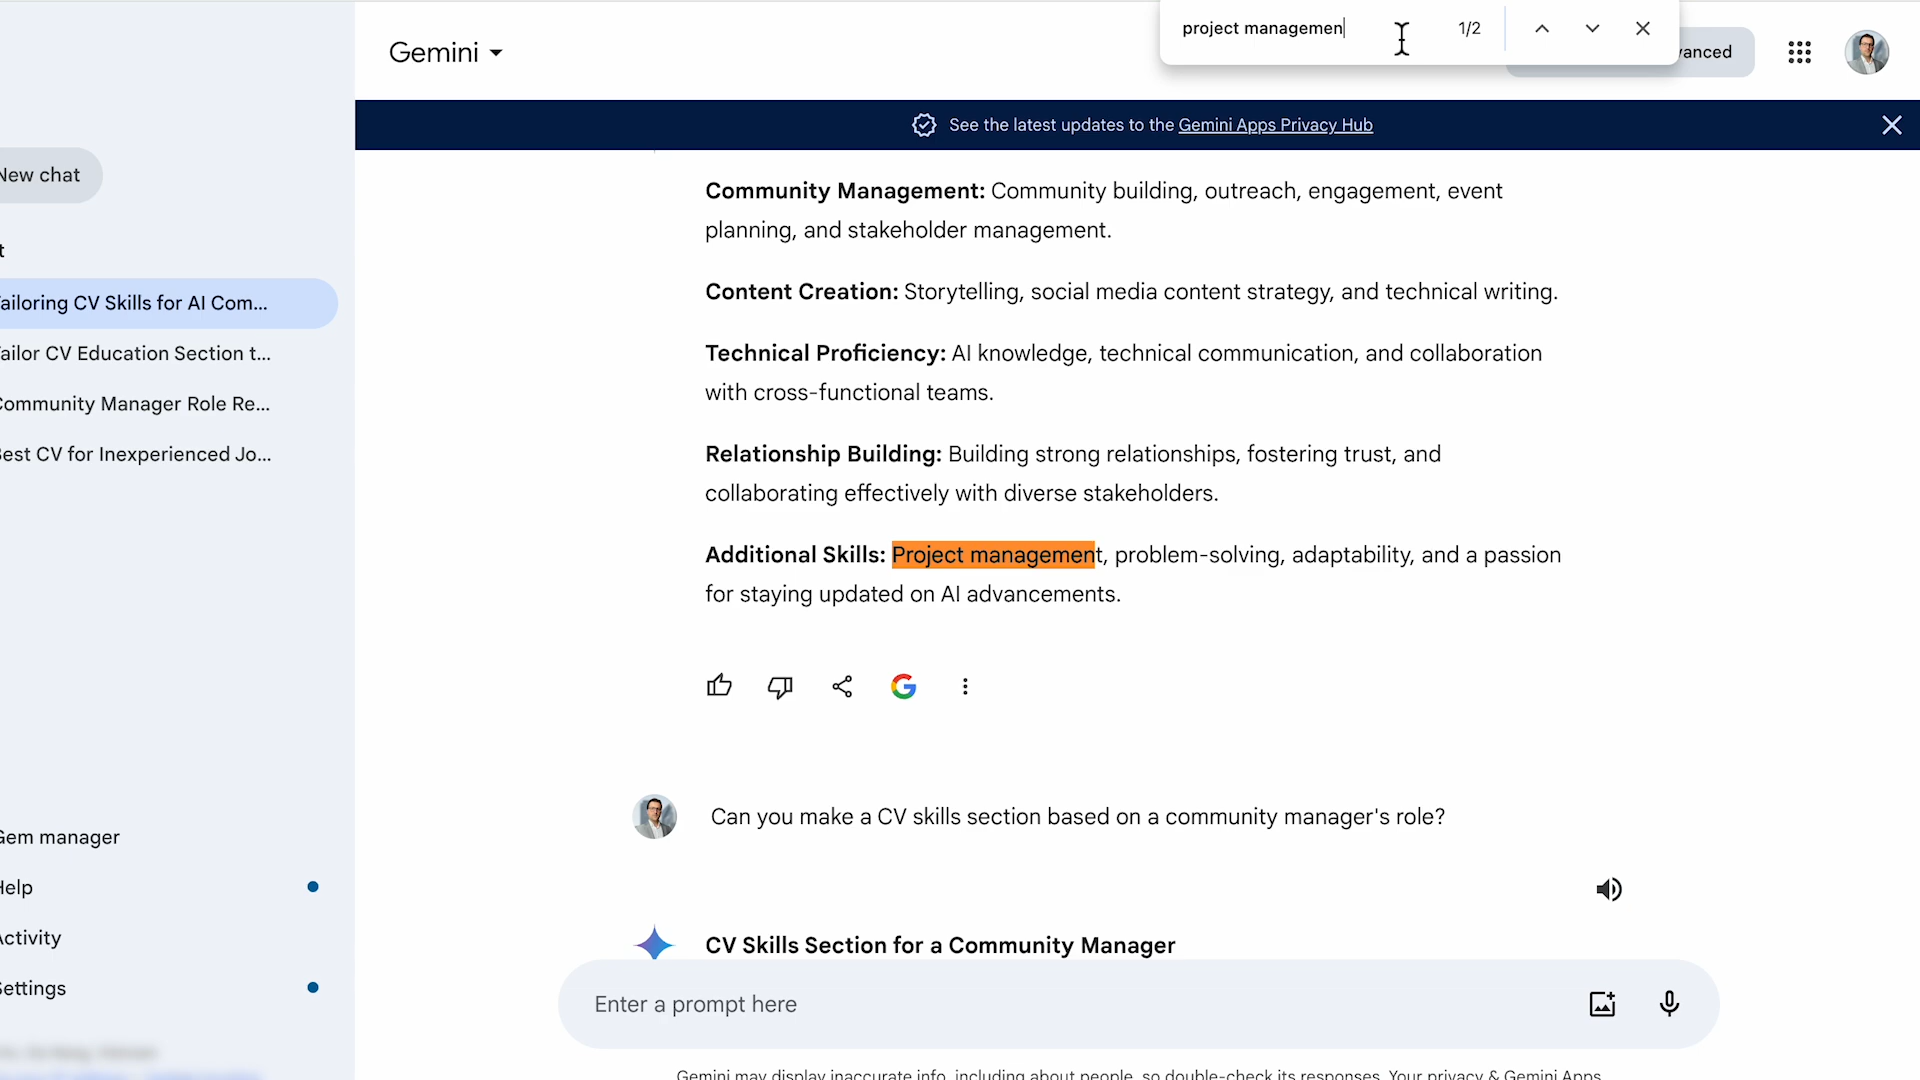 project managemen
1/2
Gemini
vanced
See the latest updates to the Gemini Apps Privacy Hub
New chat
t
ailoring CV Skills for AI Com...
ailor CV Education Section t...
Community Manager Role Re...
Best CV for Inexperienced Jo...
Gem manager
Help
Activity
Settings
Community Management: Community building, outreach, engagement, event
planning, and stakeholder management.
Content Creation: Storytelling, social media content strategy, and technical writing.
Technical Proficiency: AI knowledge, technical communication, and collaboration
with cross-functional teams.
Relationship Building: Building strong relationships, fostering trust, and
collaborating effectively with diverse stakeholders.
Additional Skills: Project management, problem-solving, adaptability, and a passion
for staying updated on AI advancements.
Can you make a CV skills section based on a community manager's role?
CV Skills Section for a Community Manager
Enter a prompt here
Gemini may display inaccurate info, including about people, so double-check its responses. Your privacy & Gemini Apps